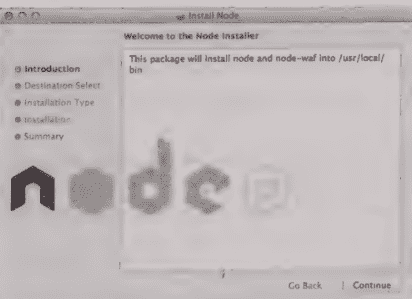 Install Node
Welcome to the Node Installer
This package will install node and node-waf into /usr/local/
bin
Introduction
Destination Select
Installation Type
Installation
Summary
node
Go Back
Continue